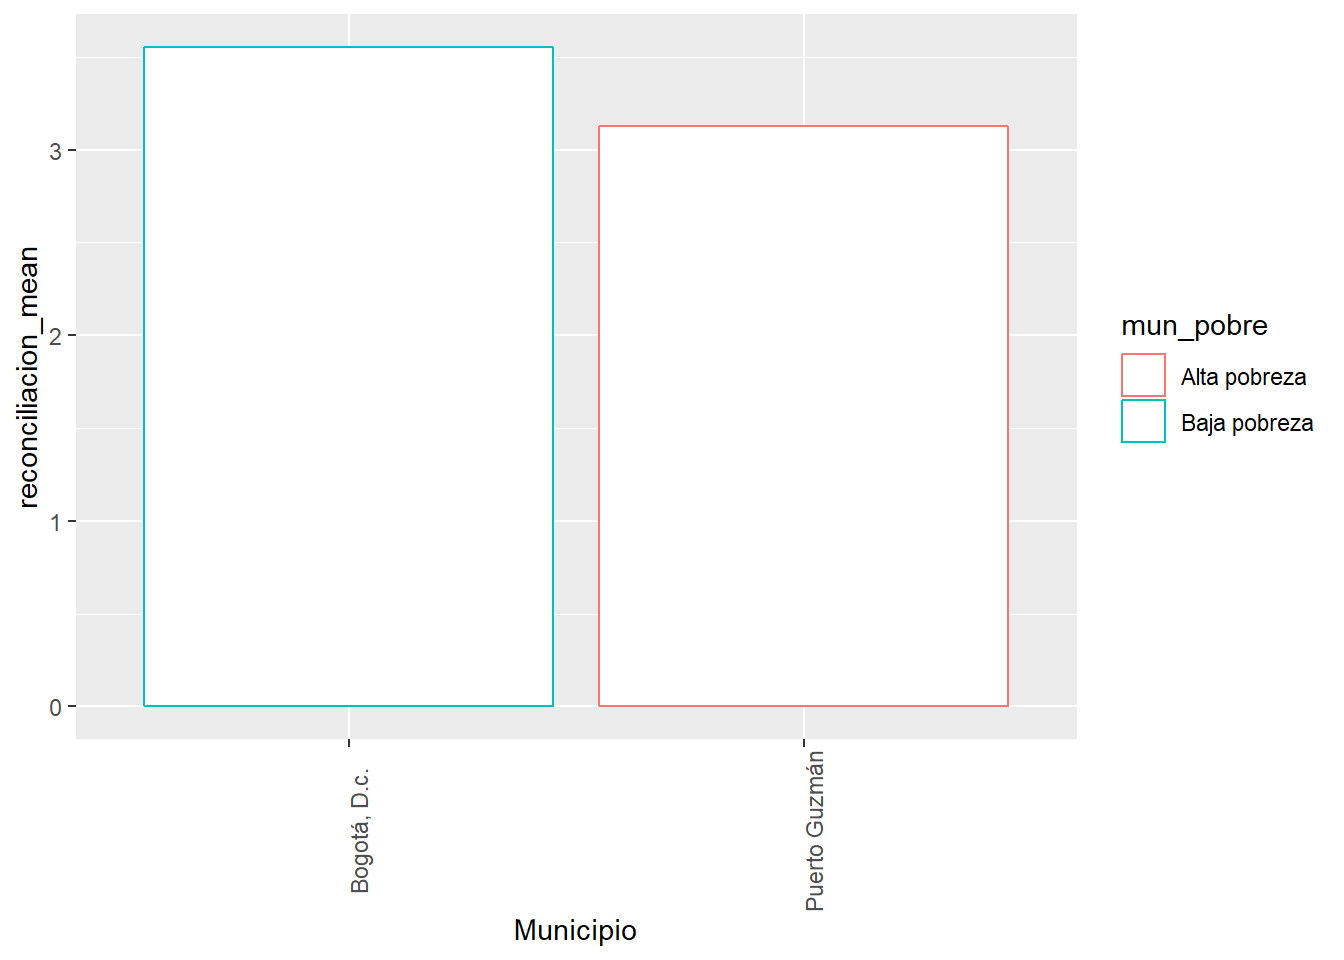 reconciliacion_mean
3
2
1
0
Bogotá, D.c.
Puerto Guzmán
Municipio
mun_pobre
Alta pobreza
Baja pobreza